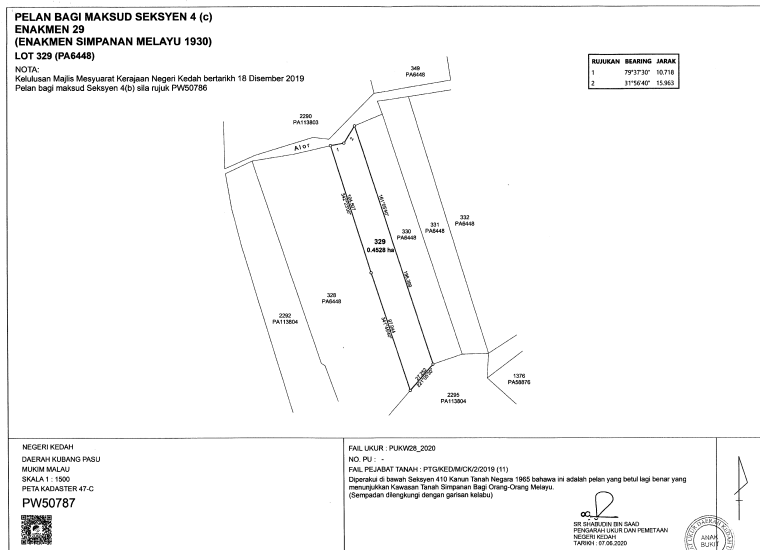 PELAN BAGI MAKSUD SEKSYEN 4 (c)
ENAKMEN 29
(ENAKMEN SIMPANAN MELAYU 1930)
LOT 329 (PA6448)
NOTA:
Kelulusan Majlis Mesyuarat Kerajaan Negeri Kedah bertarikh 18 Disember 2019
Pelan bagi maksud Seksyen 4(b) sila rujuk PW50786
RUJUKAN BEARING JARAK
1 79°37'30" 10.718
2 31°56'40" 15.963
349
PA6448
2290
PA113803
Alor
1
2
332
PA6448
331
PA6448
330
PA6448
329
0.4528 ha
328
PA6448
2292
PA113804
1376
PA58876
2295
PA113804
NEGERI KEDAH
DAERAH KUBANG PASU
MUKIM MALAU
SKALA 1 : 1500
PETA KADASTER 47-C
PW50787
FAIL UKUR : PUKW28_2020
NO. PU : -
FAIL PEJABAT TANAH : PTG/KED/M/CK/2/2019 (11)
Diperakui di bawah Seksyen 410 Kanun Tanah Negara 1965 bahawa ini adalah pelan yang betul lagi benar yang
menunjukkan Kawasan Tanah Simpanan Bagi Orang-Orang Melayu.
(Sempadan dilengkungi dengan garisan kelabu)
SR SHABUDIN BIN SAAD
PENGARAH UKUR DAN PEMETAAN
NEGERI KEDAH
TARIKH : 07.06.2020
ANAK
BUKIT